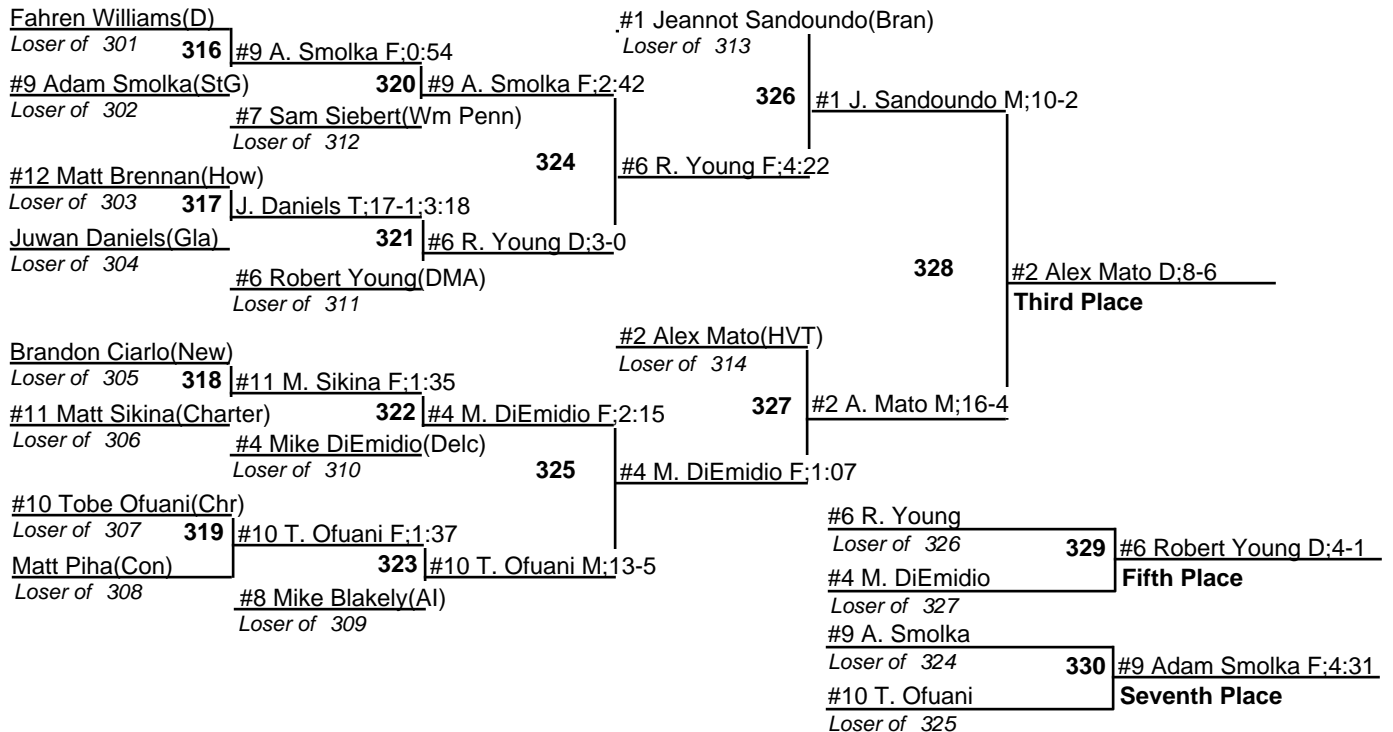 Fahren Williams(D)
Loser of 301
316
#9 A. Smolka F;0:54
#9 Adam Smolka(StG)
Loser of 302
320
#9 A. Smolka F;2:42
#7 Sam Siebert(Wm Penn)
Loser of 312
#12 Matt Brennan(How)
Loser of 303
317
J. Daniels T;17-1;3:18
Juwan Daniels(Gla)
Loser of 304
321
#6 R. Young D;3-0
#6 Robert Young(DMA)
Loser of 311
324
#6 R. Young F;4:22
#1 Jeannot Sandoundo(Bran)
Loser of 313
326
#1 J. Sandoundo M;10-2
Brandon Ciarlo(New)
Loser of 305
318
#11 M. Sikina F;1:35
#11 Matt Sikina(Charter)
Loser of 306
322
#4 M. DiEmidio F;2:15
#4 Mike DiEmidio(Delc)
Loser of 310
#10 Tobe Ofuani(Chr)
Loser of 307
319
#10 T. Ofuani F;1:37
Matt Piha(Con)
Loser of 308
323
#10 T. Ofuani M;13-5
#8 Mike Blakely(AI)
Loser of 309
325
#4 M. DiEmidio F;1:07
#2 Alex Mato(HVT)
Loser of 314
327
#2 A. Mato M;16-4
328
#2 Alex Mato D;8-6
Third Place
#6 R. Young
Loser of 326
329
#6 Robert Young D;4-1
#4 M. DiEmidio
Fifth Place
Loser of 327
#9 A. Smolka
Loser of 324
330
#9 Adam Smolka F;4:31
#10 T. Ofuani
Seventh Place
Loser of 325